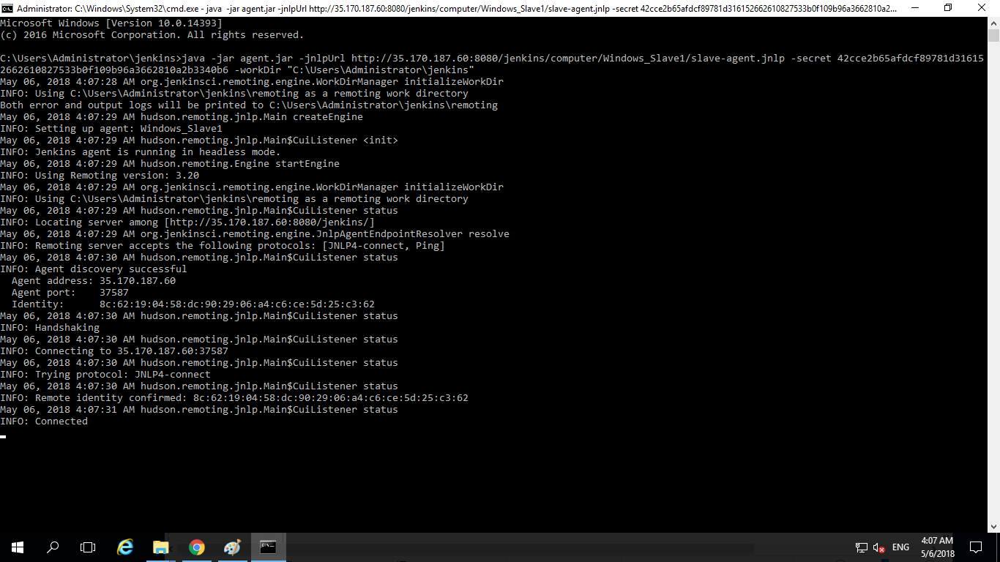 Administrator: C:\Windows\System32\cmd.exe - java -jar agent.jar -jnlpUrl http://35.170.187.60:8080/jenkins/computer/Windows_Slave1/slave-agent.jnlp -secret 42cce2b65afdcf89781d316152662610827533b0f109b96a3662810a2...
Microsoft Windows [Version 10.0.14393]
(c) 2016 Microsoft Corporation. All rights reserved.
C:\Users\Administrator\jenkins>java -jar agent.jar -jnlpUrl http://35.170.187.60:8080/jenkins/computer/Windows_Slave1/slave-agent.jnlp -secret 42cce2b65afdcf89781d31615
2662610827533b0f109b96a3662810a2b3340b6 -workDir "C:\Users\Administrator\jenkins"
May 06, 2018 4:07:28 AM org.jenkinsci.remoting.engine.WorkDirManager initializeWorkDir
INFO: Using C:\Users\Administrator\jenkins\remoting as a remoting work directory
Both error and output logs will be printed to C:\Users\Administrator\jenkins\remoting
May 06, 2018 4:07:29 AM hudson.remoting.jnlp.Main createEngine
INFO: Setting up agent: Windows_Slave1
May 06, 2018 4:07:29 AM hudson.remoting.jnlp.Main$CuiListener <init>
INFO: Jenkins agent is running in headless mode.
May 06, 2018 4:07:29 AM hudson.remoting.Engine startEngine
INFO: Using Remoting version: 3.20
May 06, 2018 4:07:29 AM org.jenkinsci.remoting.engine.WorkDirManager initializeWorkDir
INFO: Using C:\Users\Administrator\jenkins\remoting as a remoting work directory
May 06, 2018 4:07:29 AM hudson.remoting.jnlp.Main$CuiListener status
INFO: Locating server among [http://35.170.187.60:8080/jenkins/]
May 06, 2018 4:07:29 AM org.jenkinsci.remoting.engine.JnlpAgentEndpointResolver resolve
INFO: Remoting server accepts the following protocols: [JNLP4-connect, Ping]
May 06, 2018 4:07:30 AM hudson.remoting.jnlp.Main$CuiListener status
INFO: Agent discovery successful
Agent address: 35.170.187.60
Agent port: 37587
Identity: 8c:62:19:04:58:dc:90:29:06:a4:c6:ce:5d:25:c3:62
May 06, 2018 4:07:30 AM hudson.remoting.jnlp.Main$CuiListener status
INFO: Handshaking
May 06, 2018 4:07:30 AM hudson.remoting.jnlp.Main$CuiListener status
INFO: Connecting to 35.170.187.60:37587
May 06, 2018 4:07:30 AM hudson.remoting.jnlp.Main$CuiListener status
INFO: Trying protocol: JNLP4-connect
May 06, 2018 4:07:30 AM hudson.remoting.jnlp.Main$CuiListener status
INFO: Remote identity confirmed: 8c:62:19:04:58:dc:90:29:06:a4:c6:ce:5d:25:c3:62
May 06, 2018 4:07:31 AM hudson.remoting.jnlp.Main$CuiListener status
INFO: Connected
ENG
4:07 AM
5/6/2018